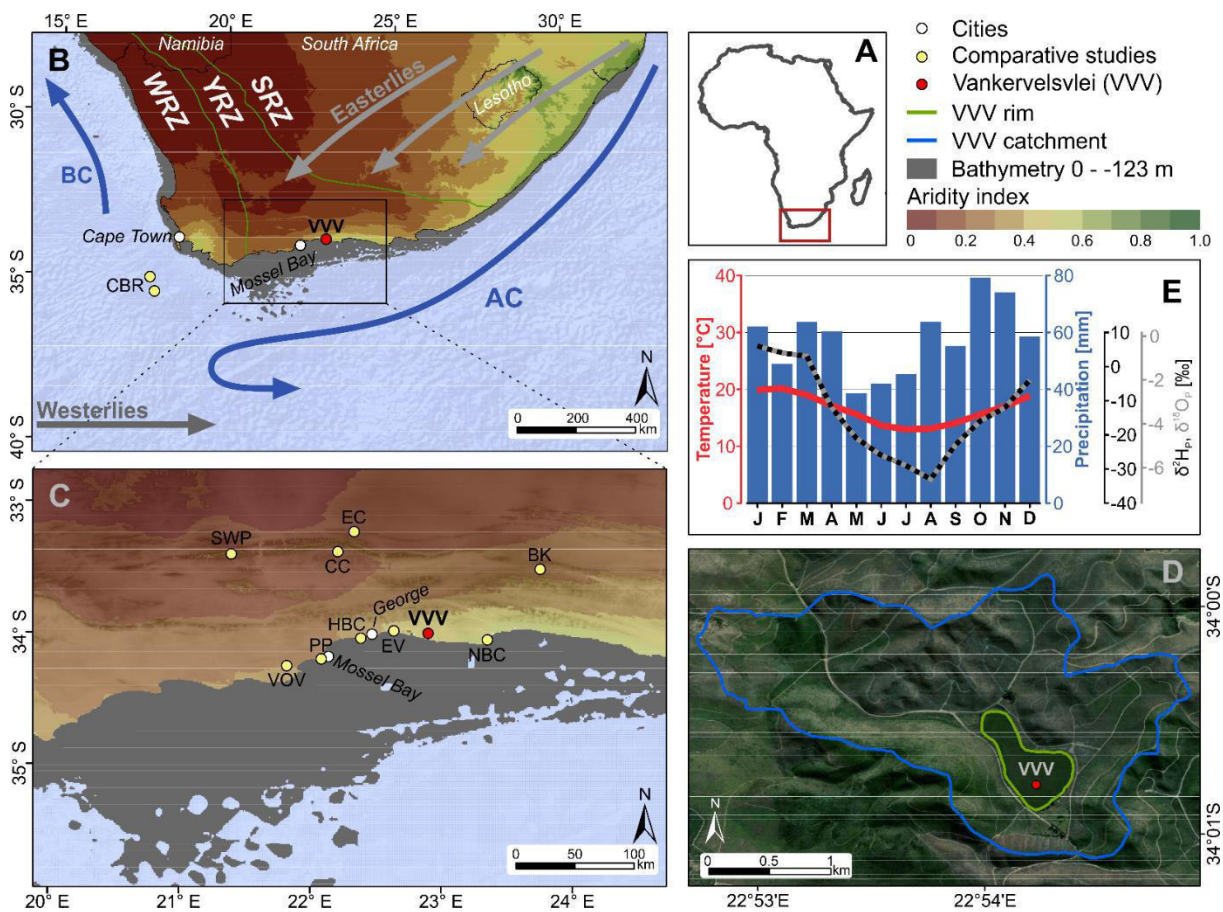 15°E
20°E
25°E
30°E
B
Namibia
South Africa
WRZ
YRZ
SRZ
Easterlies
Lesotho
30°S
BC
Cape Town
VVV
Mossel Bay
35°S
CBR
AC
N
Westerlies
0 200 400
km
40°S
A
Cities
Comparative studies
Vankervelsvlei (VVV)
VVV rim
VVV catchment
Bathymetry 0 - -123 m
Aridity index
0 0.2 0.4 0.6 0.8 1.0
E
Temperature [°C]
40
30
20
10
0
80
60
40
20
0
Precipitation [mm]
10
0
-10
-20
-30
-40
0
-2
-4
-6
δ²Hₚ, δ¹⁸Oₚ [‰]
J F M A M J J A S O N D
C
33°S
SWP
EC
CC
BK
George
34°S
HBC
VVV
PP
EV
NBC
VOV
Mossel Bay
35°S
N
0 50 100
km
20° E
21° E
22° E
23° E
24° E
D
34°00'S
VVV
N
0 0.5 1
km
34°01'S
22°53'E
22°54'E